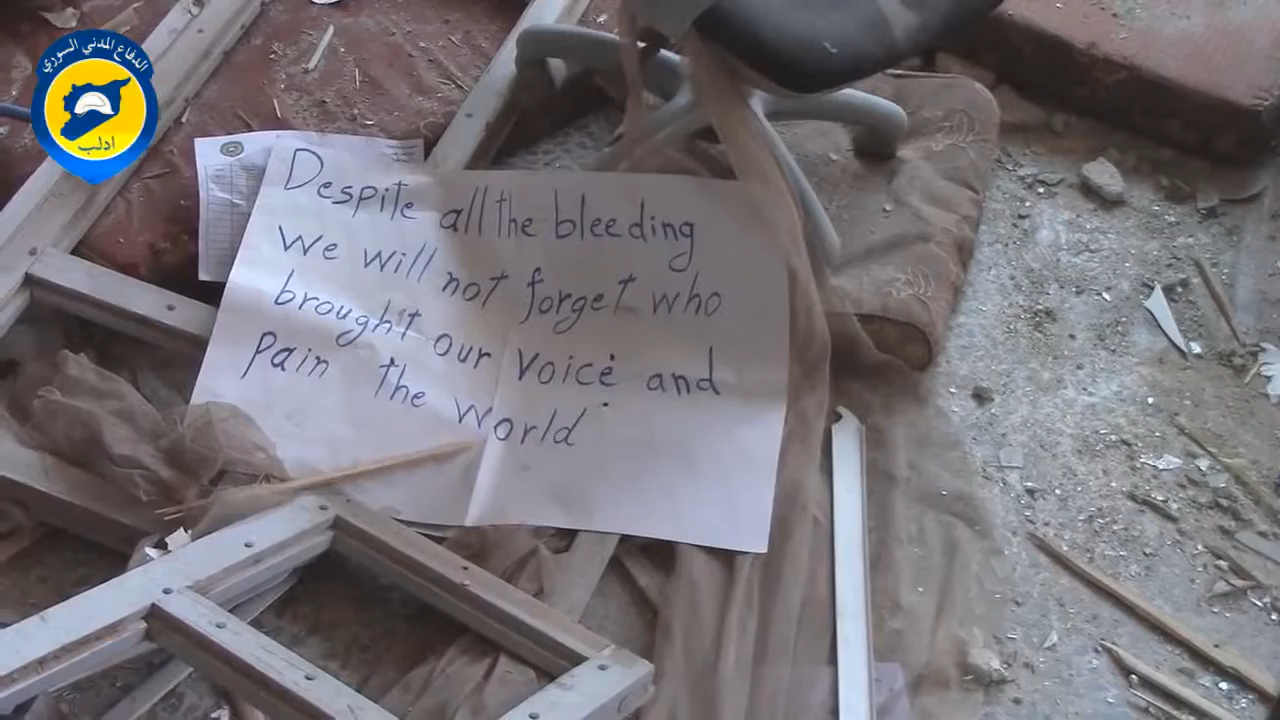 الدفاع المدني السوري
ادلب
Despite all the bleeding
we will not forget who
brought our voice and
pain the world